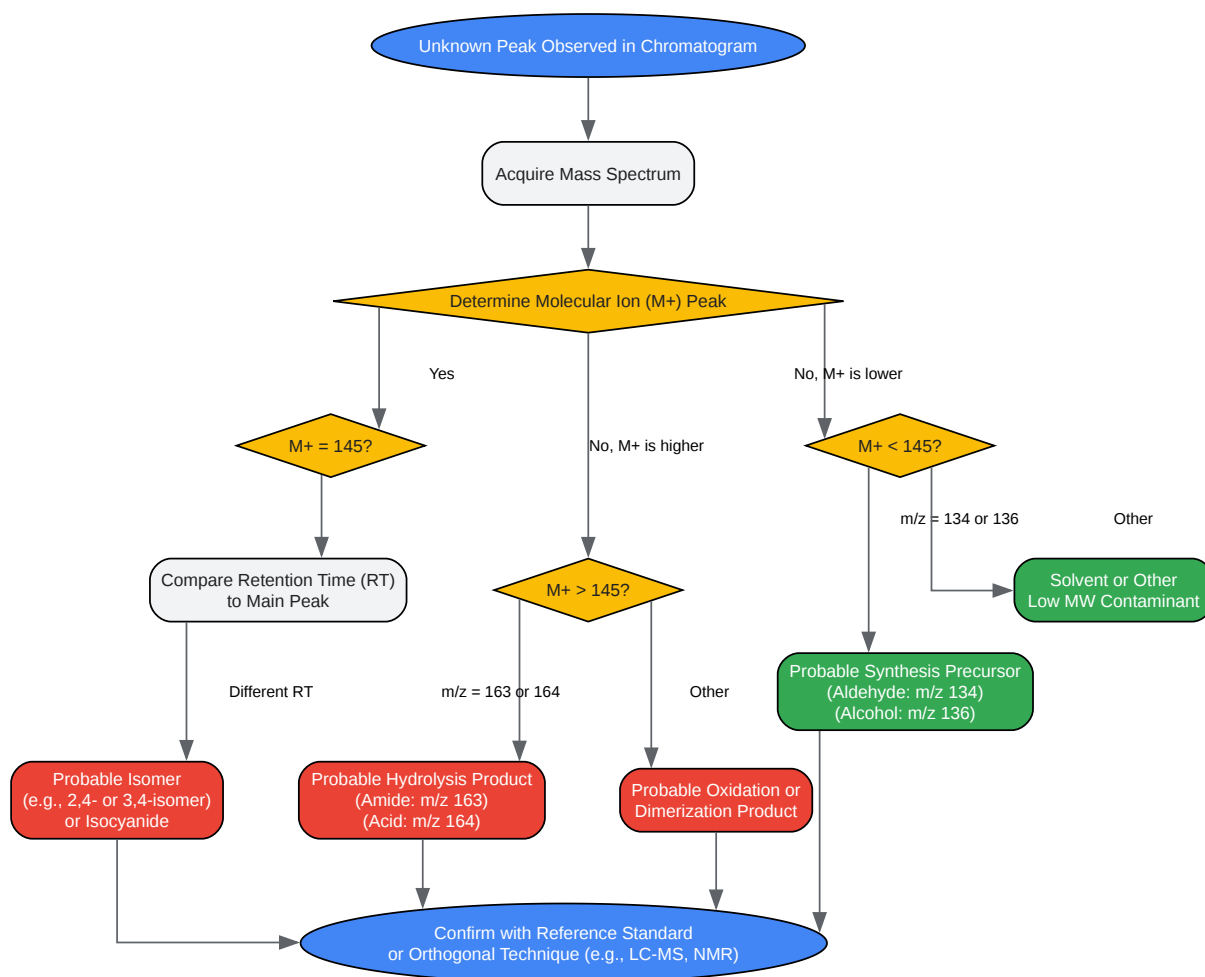 Unknown Peak Observed in Chromatogram
Acquire Mass Spectrum
Determine Molecular Ion (M+) Peak
Yes
No, M+ is lower
M+ = 145?
No, M+ is higher
M+ < 145?
m/z = 134 or 136
Other
Compare Retention Time (RT)
to Main Peak
M+ > 145?
Solvent or Other
Low MW Contaminant
Different RT
m/z = 163 or 164
Other
Probable Synthesis Precursor
(Aldehyde: m/z 134)
(Alcohol: m/z 136)
Probable Isomer
(e.g., 2,4- or 3,4-isomer)
or Isocyanide
Probable Hydrolysis Product
(Amide: m/z 163)
(Acid: m/z 164)
Probable Oxidation or
Dimerization Product
Confirm with Reference Standard
or Orthogonal Technique (e.g., LC-MS, NMR)